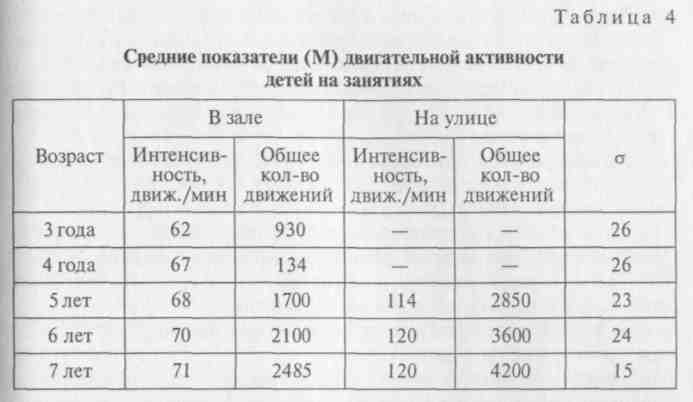 Таблица 4
Средние показатели (М) двигательной активности
детей на занятиях
Возраст
В зале
На улице
σ
Интенсив-
ность,
движ./мин
Общее
кол-во
движений
Интенсив-
ность,
движ./мин
Общее
кол-во
движений
3 года 62 930 — — 26
4 года 67 134 — — 26
5 лет 68 1700 114 2850 23
6 лет 70 2100 120 3600 24
7 лет 71 2485 120 4200 15